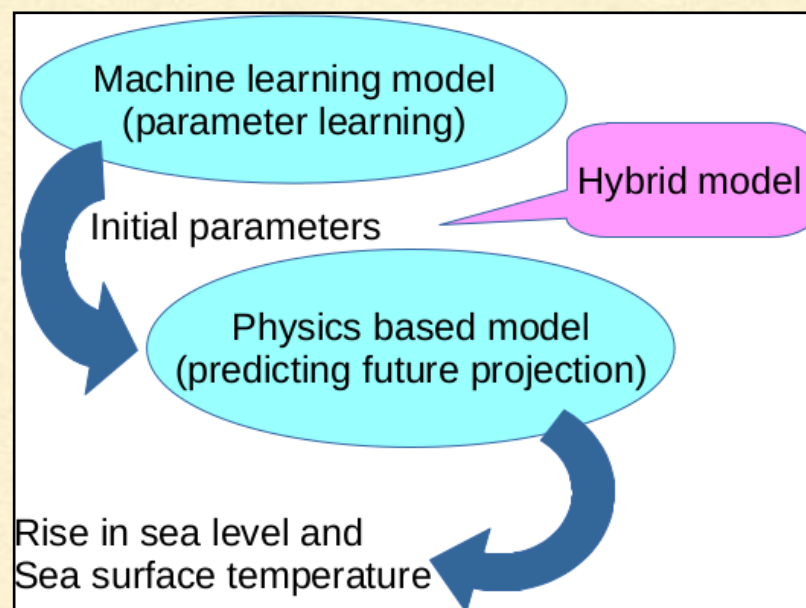 Machine learning model
(parameter learning)
Hybrid model
Initial parameters
Physics based model
(predicting future projection)
Rise in sea level and
Sea surface temperature